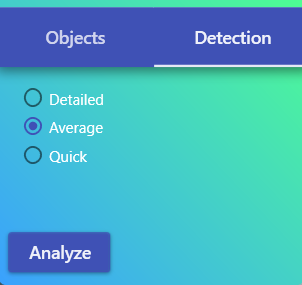 Objects Detection
Detailed
Average
Quick
Analyze